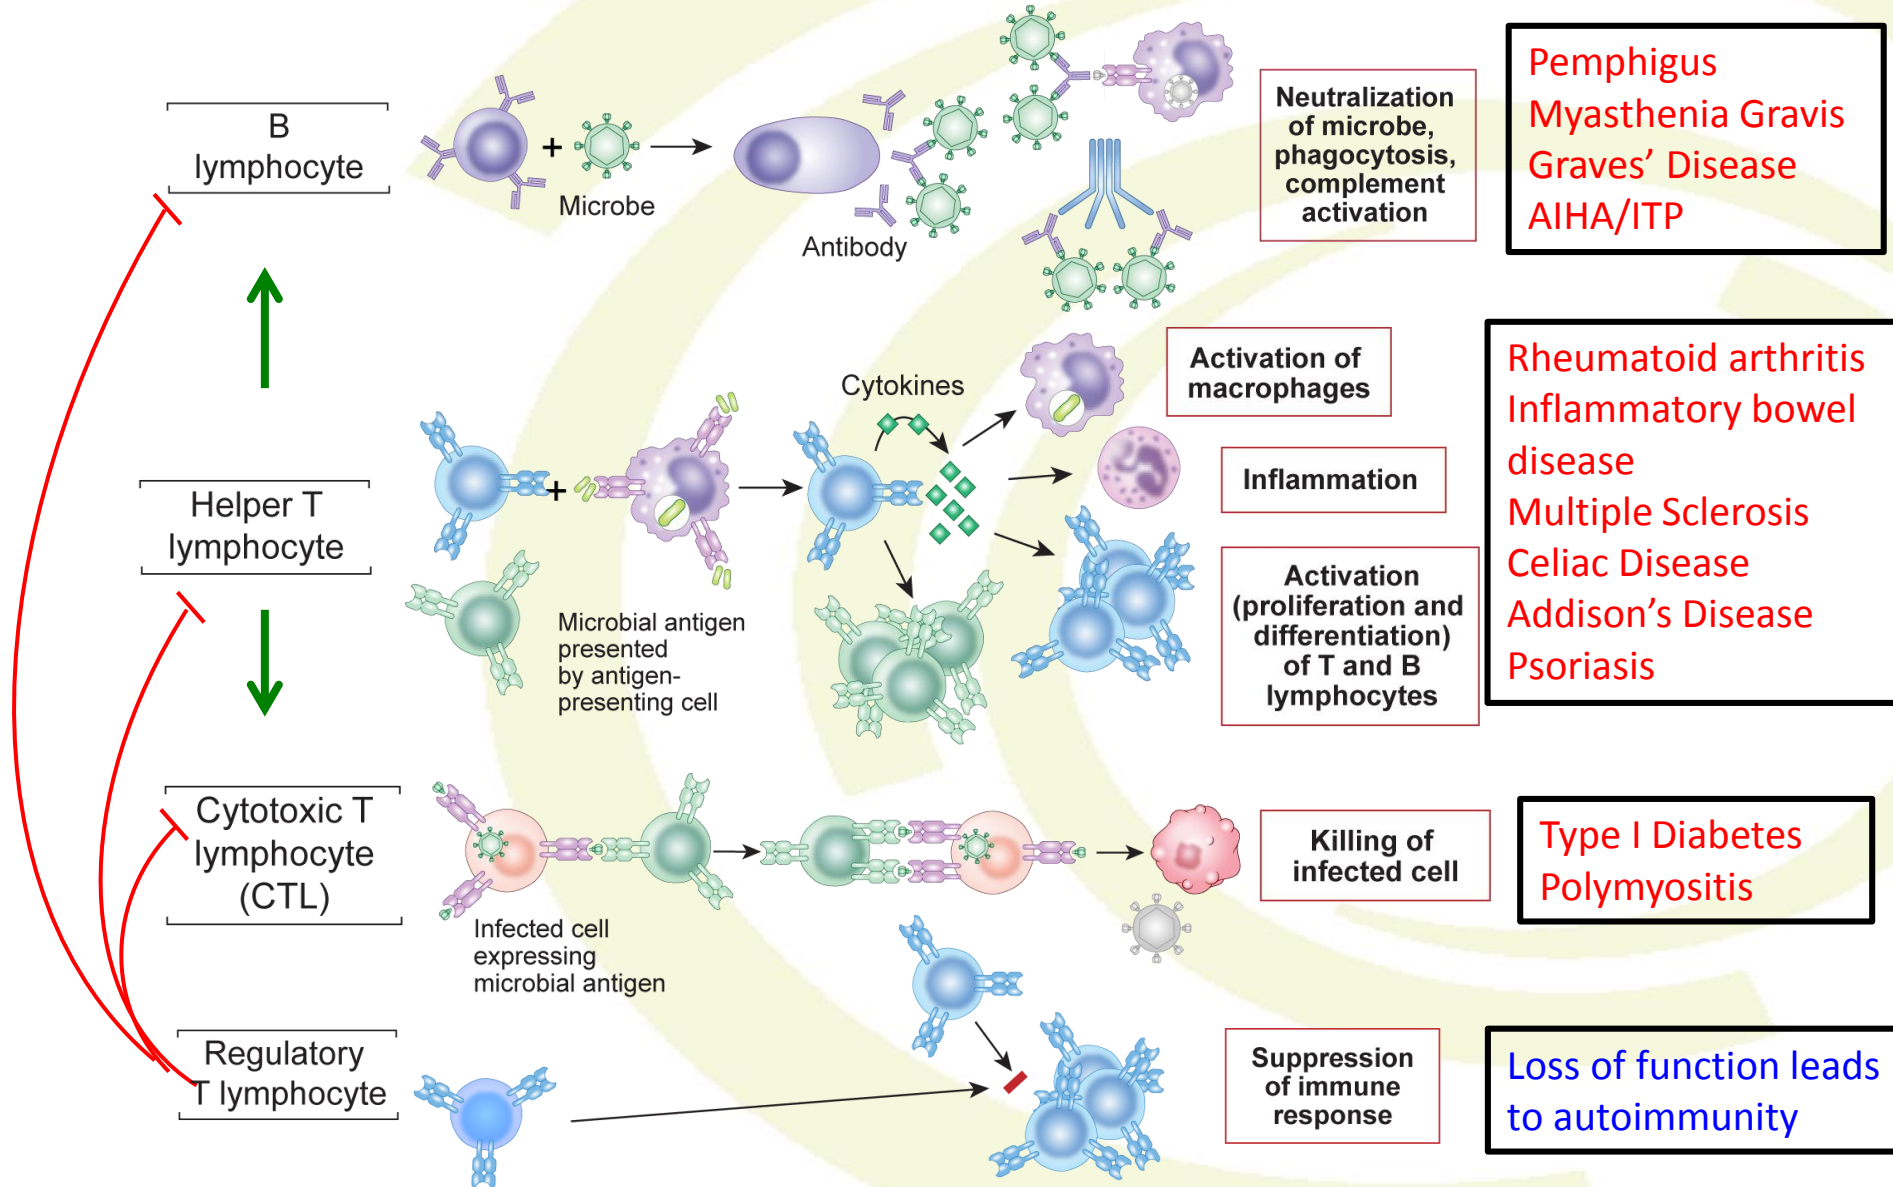 B
lymphocyte
+
Microbe
Antibody
Neutralization
of microbe,
phagocytosis,
complement
activation
Pemphigus
Myasthenia Gravis
Graves’ Disease
AIHA/ITP
Helper T
lymphocyte
+
Microbial antigen
presented
by antigen-
presenting cell
Cytokines
Activation of
macrophages
Inflammation
Activation
(proliferation and
differentiation)
of T and B
lymphocytes
Rheumatoid arthritis
Inflammatory bowel
disease
Multiple Sclerosis
Celiac Disease
Addison’s Disease
Psoriasis
Cytotoxic T
lymphocyte
(CTL)
Infected cell
expressing
microbial antigen
Killing of
infected cell
Type I Diabetes
Polymyositis
Regulatory
T lymphocyte
Suppression
of immune
response
Loss of function leads
to autoimmunity